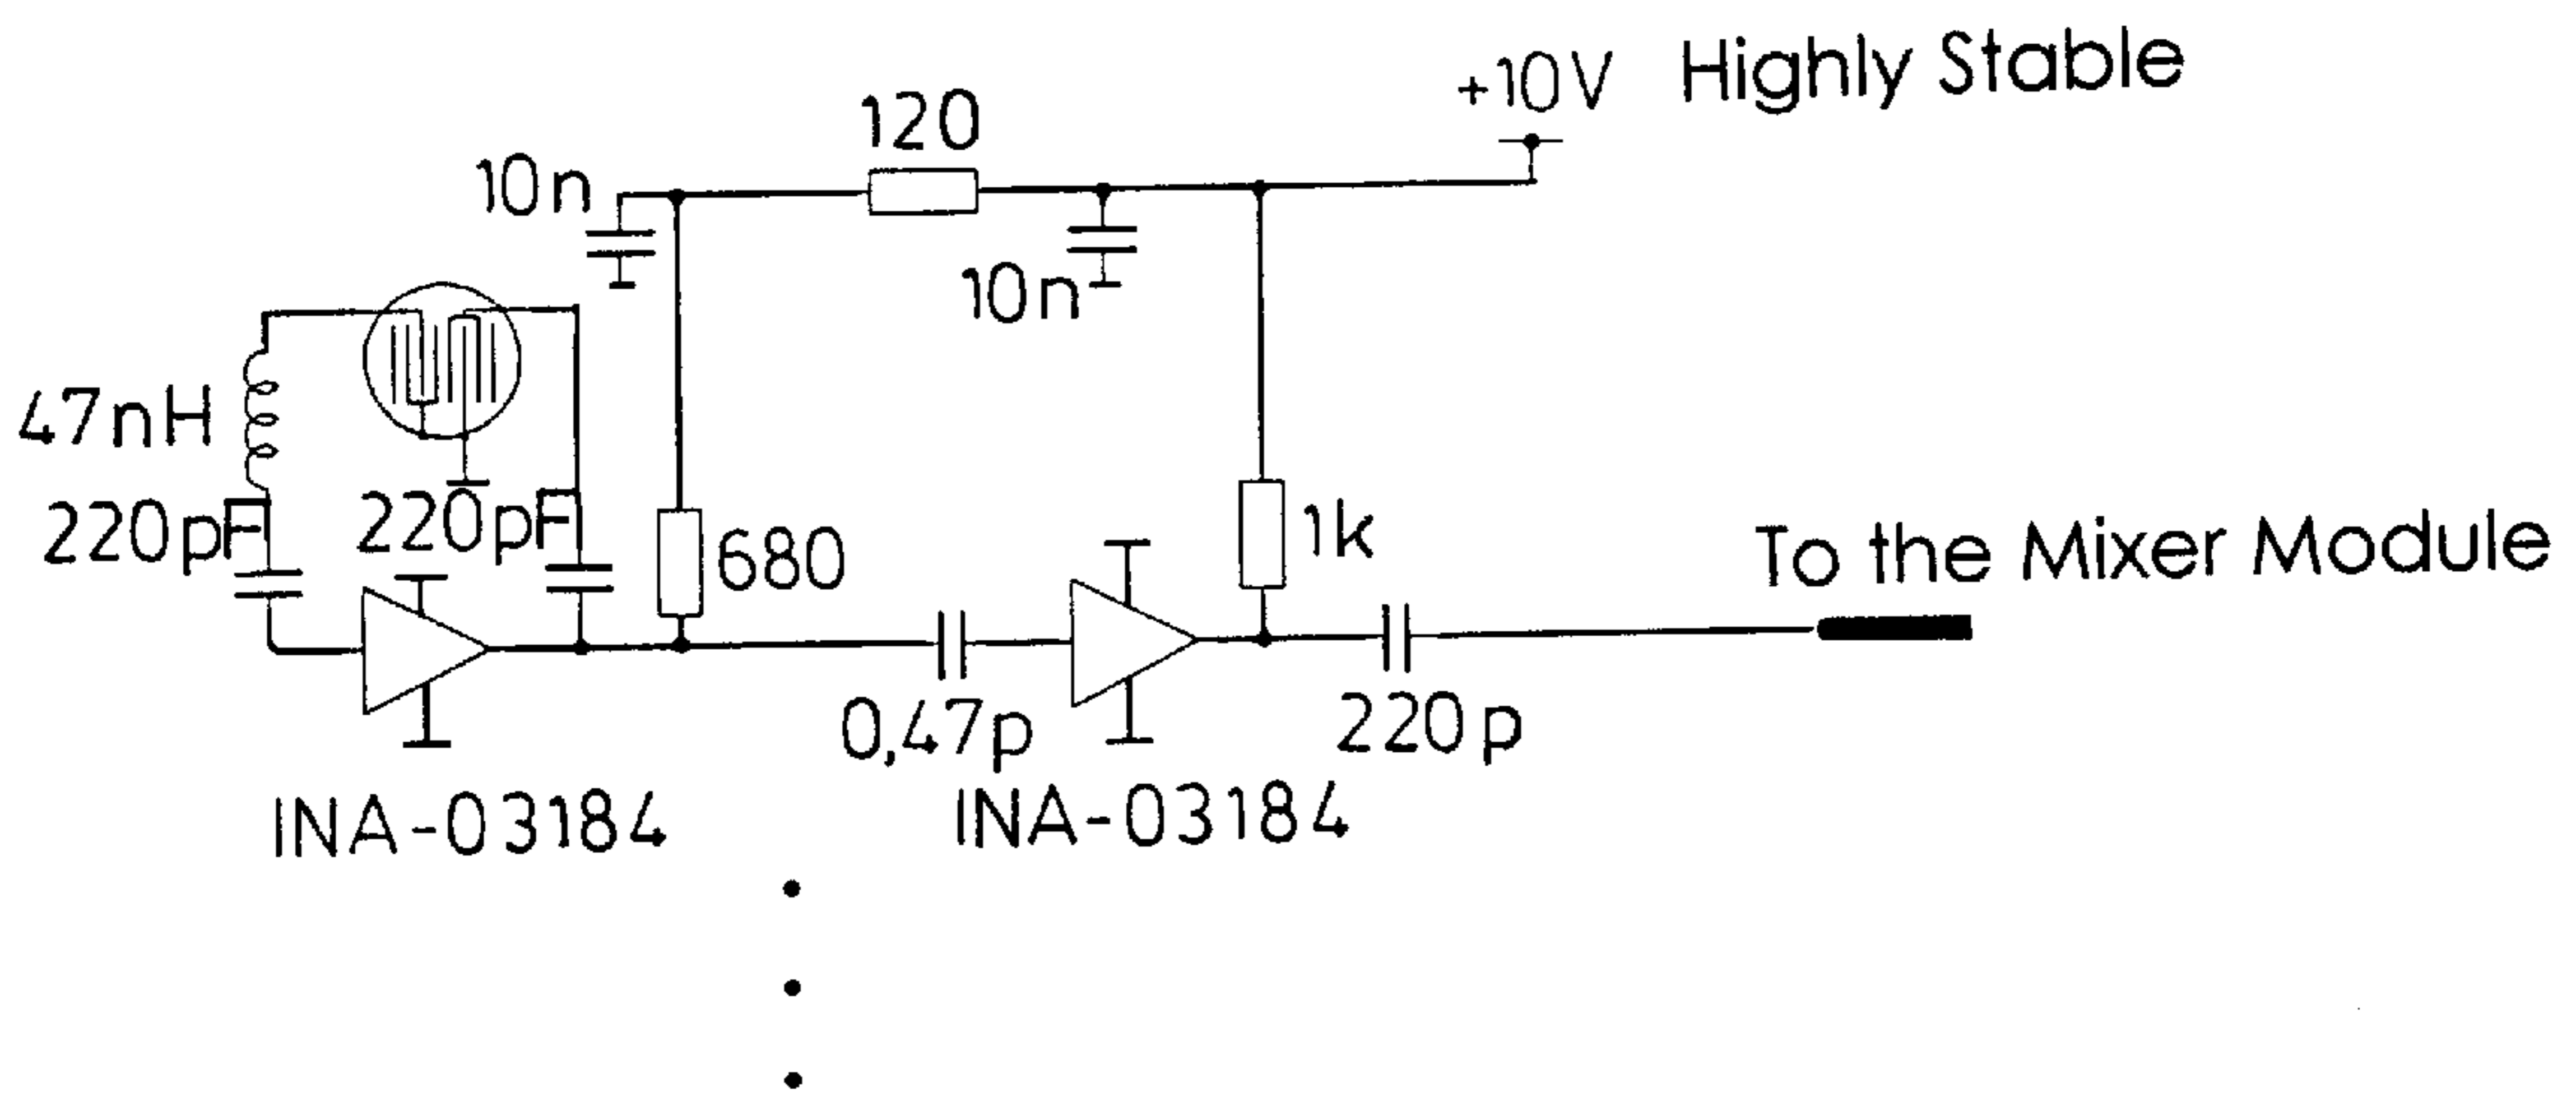 +10V Highly Stable
120
10n
10n
47nH
220pF
220pF
680
1k
To the Mixer Module
0,47p
220p
INA-03184
INA-03184